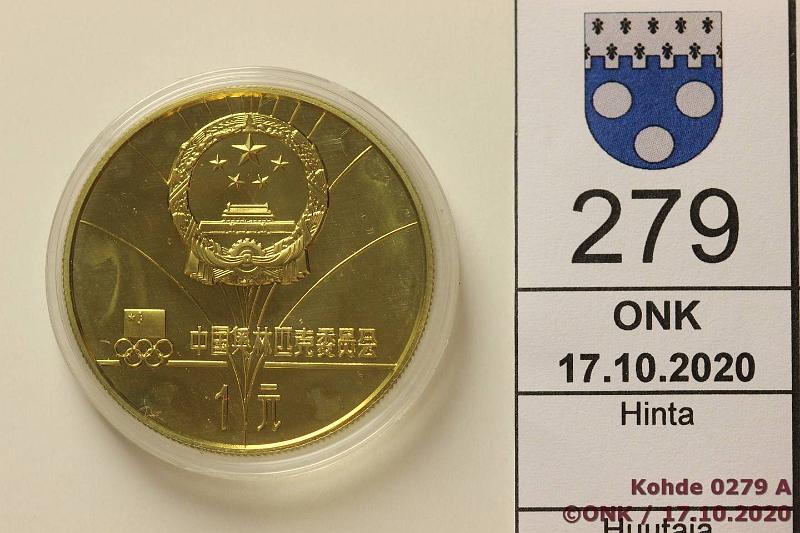 中国奥林匹克委员会
1元
279
ONK
17.10.2020
Hinta
Kohde 0279 A
©ONK / 17.10.2020
Huutaja